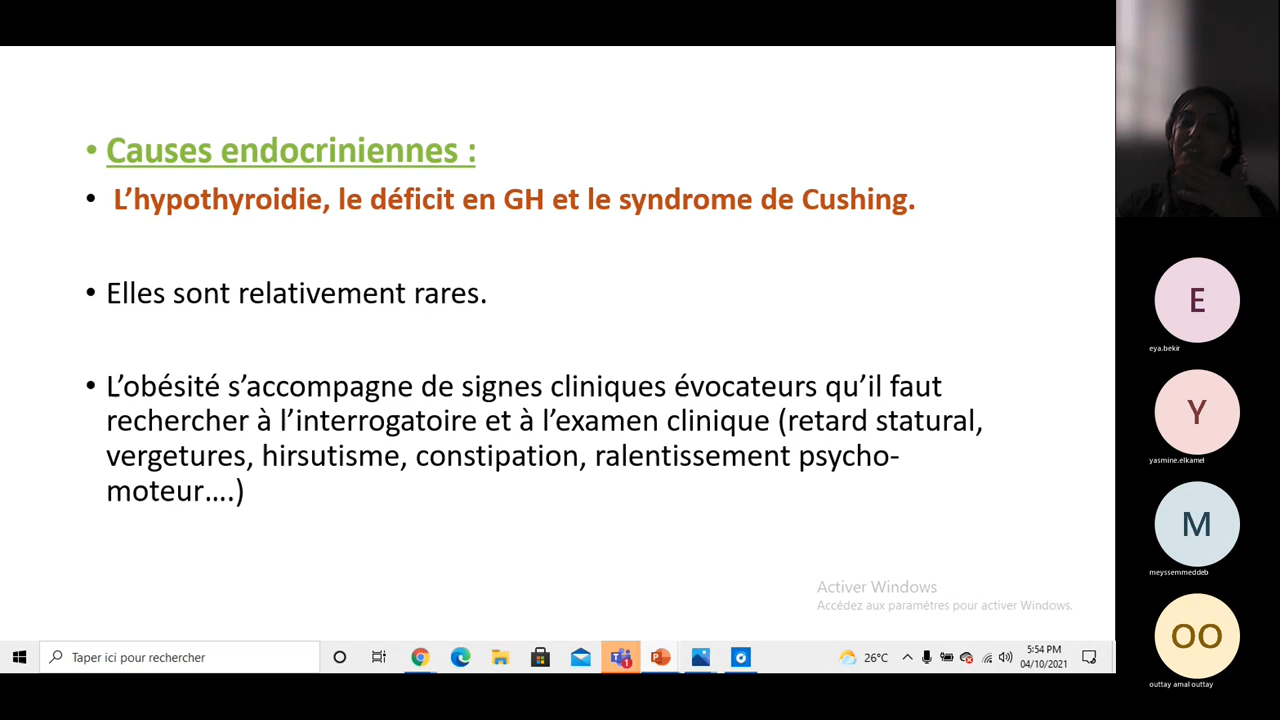 • Causes endocriniennes :
• L’hypothyroidie, le déficit en GH et le syndrome de Cushing.
• Elles sont relativement rares.
• L’obésité s’accompagne de signes cliniques évocateurs qu’il faut
rechercher à l’interrogatoire et à l’examen clinique (retard statural,
vergetures, hirsutisme, constipation, ralentissement psycho-
moteur….)
Activer Windows
Accédez aux paramètres pour activer Windows.
Taper ici pour rechercher
1
26°C
5:54 PM
04/10/2021
E
eya.bekir
Y
yasmine.elkamel
M
meyssemmeddeb
OO
outtay amal outtay